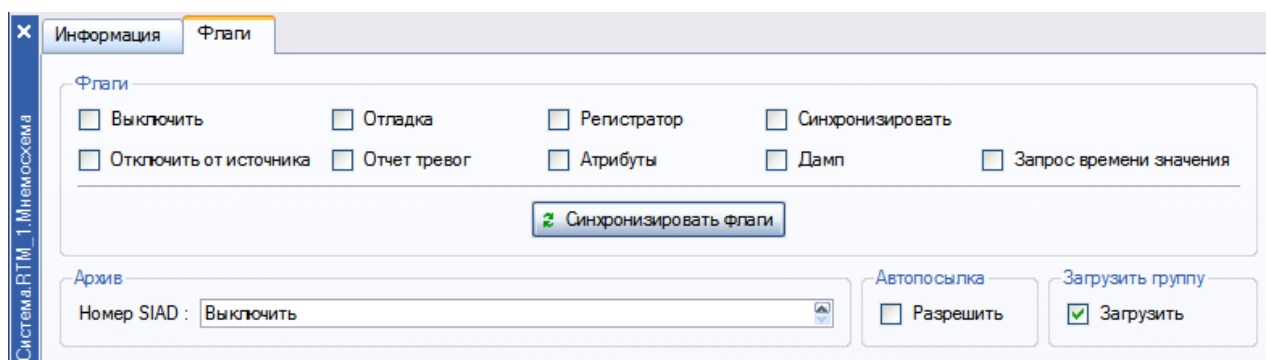 Информация Флаги
Флаги
Выключить Отладка Регистратор Синхронизировать
Отключить от источника Отчет тревог Атрибуты Дамп Запрос времени значения
Синхронизировать флаги
Архив Автопосылка Загрузить группу
Номер SIAD : Выключить Разрешить Загрузить
Система.RTM_1.Мнемосхема